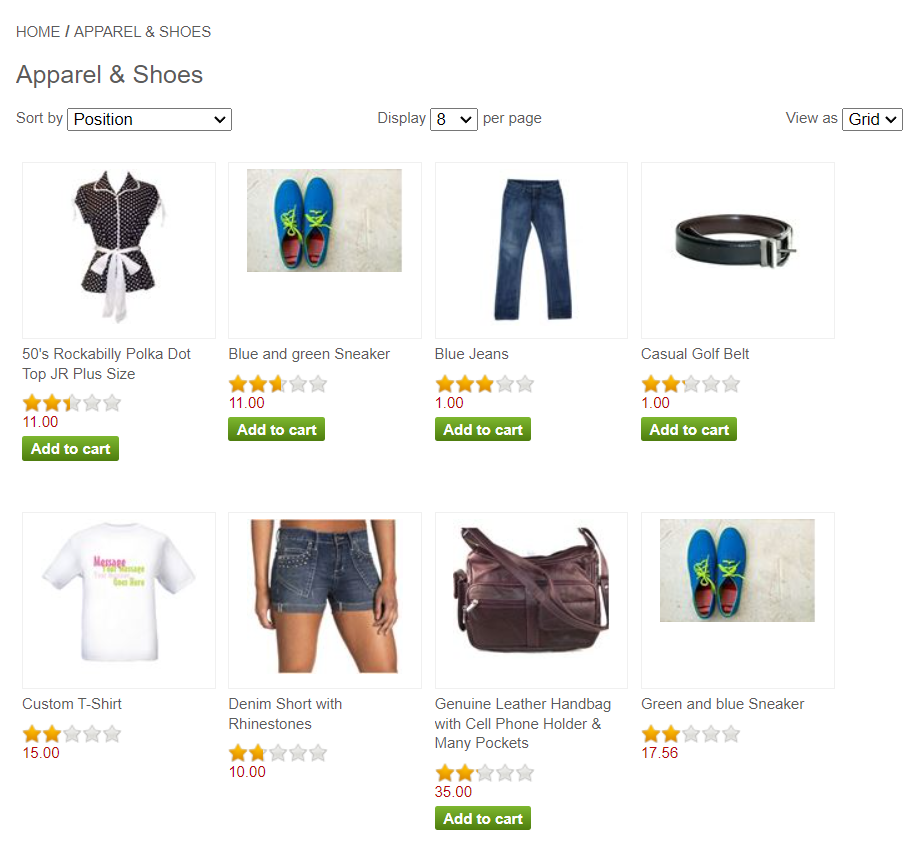 HOME / APPAREL & SHOES
Apparel & Shoes
Sort by Position Display 8 per page View as Grid
50's Rockabilly Polka Dot
Top JR Plus Size
11.00
Add to cart
Blue and green Sneaker
11.00
Add to cart
Blue Jeans
1.00
Add to cart
Casual Golf Belt
1.00
Add to cart
Message
Your Message
Your Message
Goes Here
Custom T-Shirt
15.00
Denim Short with
Rhinestones
10.00
Genuine Leather Handbag
with Cell Phone Holder &
Many Pockets
35.00
Add to cart
Green and blue Sneaker
17.56